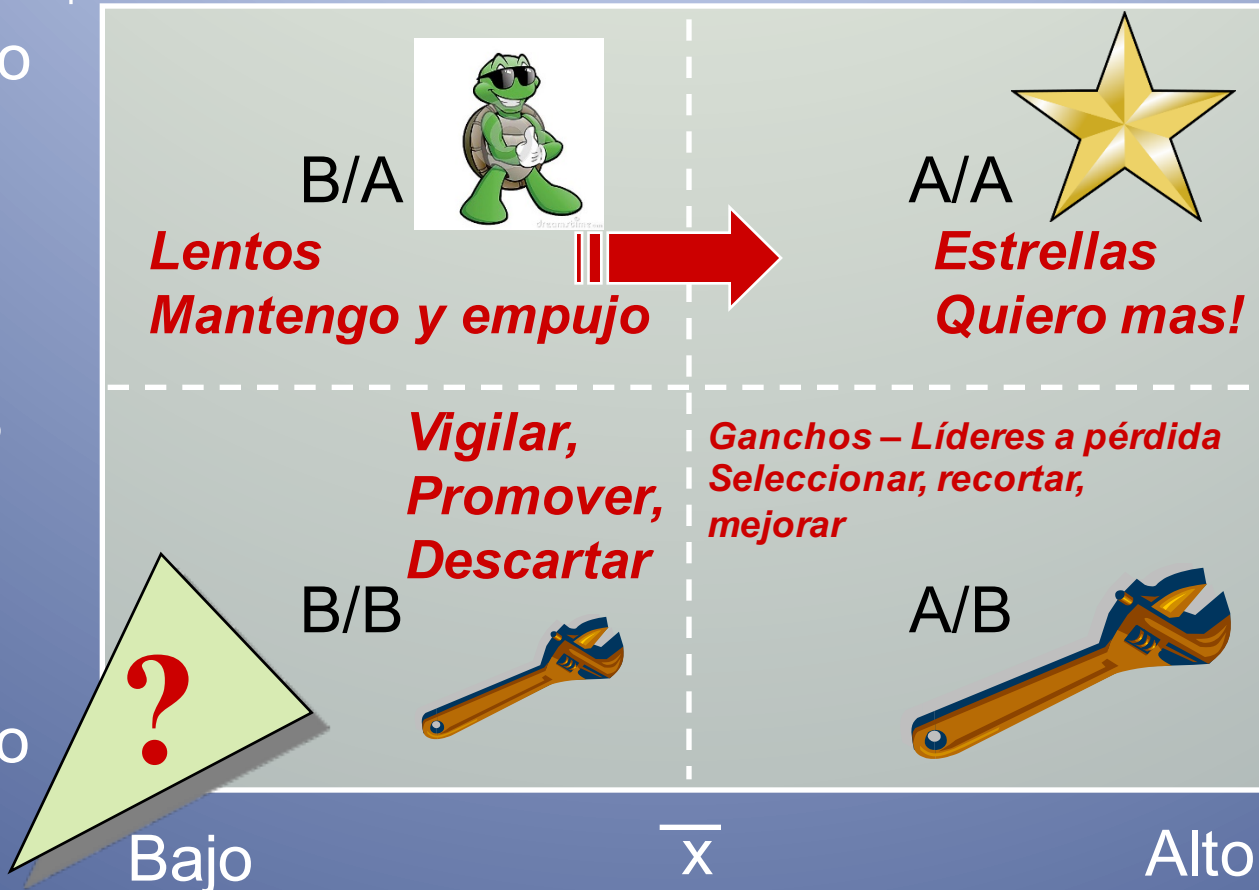 B/A
Lentos
Mantengo y empujo
A/A
Estrellas
Quiero mas!
Vigilar,
Promover,
Descartar
B/B
Ganchos – Líderes a pérdida
Seleccionar, recortar,
mejorar
A/B
?
Bajo
x
Alto